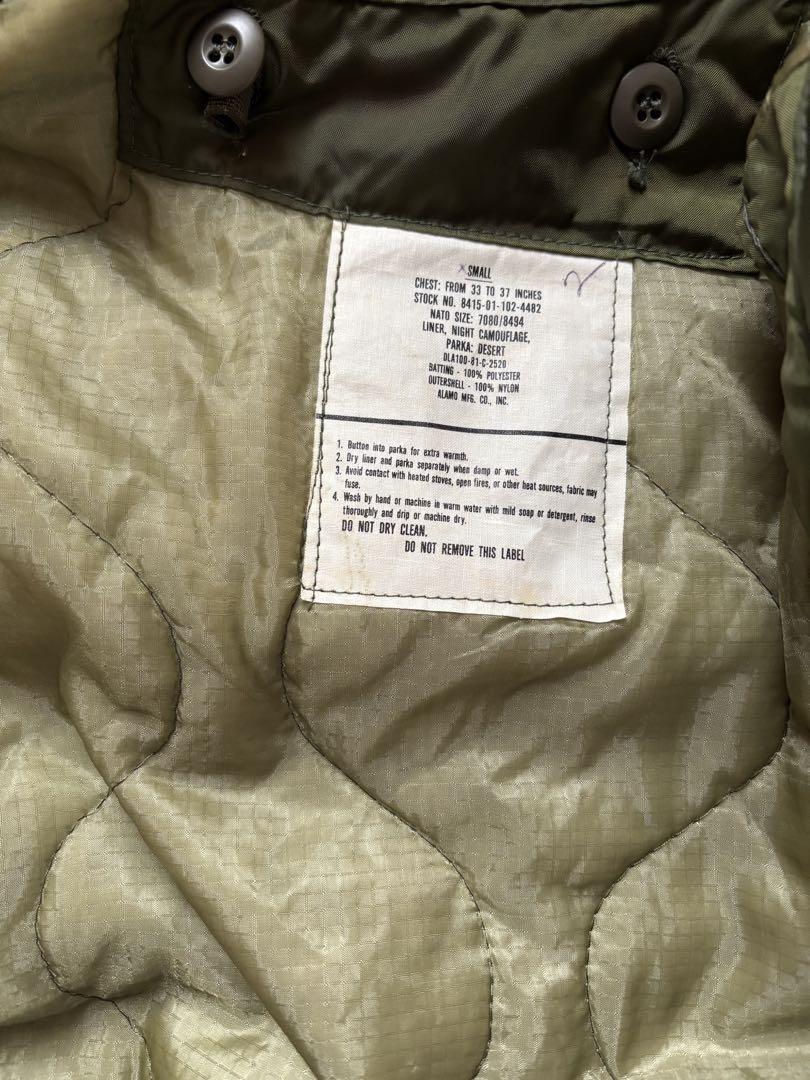 xSMALL
2
CHEST: FROM 33 TO 37 INCHES
STOCK NO. 8415-01-102-4482
NATO SIZE: 7080/8494
LINER, NIGHT CAMOUFLAGE,
PARKA: DESERT
DLA100-81-C-2520
BATTING - 100% POLYESTER
OUTERSHELL - 100% NYLON
ALAMO MFG. CO., INC.
1. Button into parka for extra warmth.
2. Dry liner and parka separately when damp or wet.
3. Avoid contact with heated stoves, open fires, or other heat sources, fabric may
fuse.
4. Wash by hand or machine in warm water with mild soap or detergent, rinse
thoroughly and drip or machine dry.
DO NOT DRY CLEAN.
DO NOT REMOVE THIS LABEL